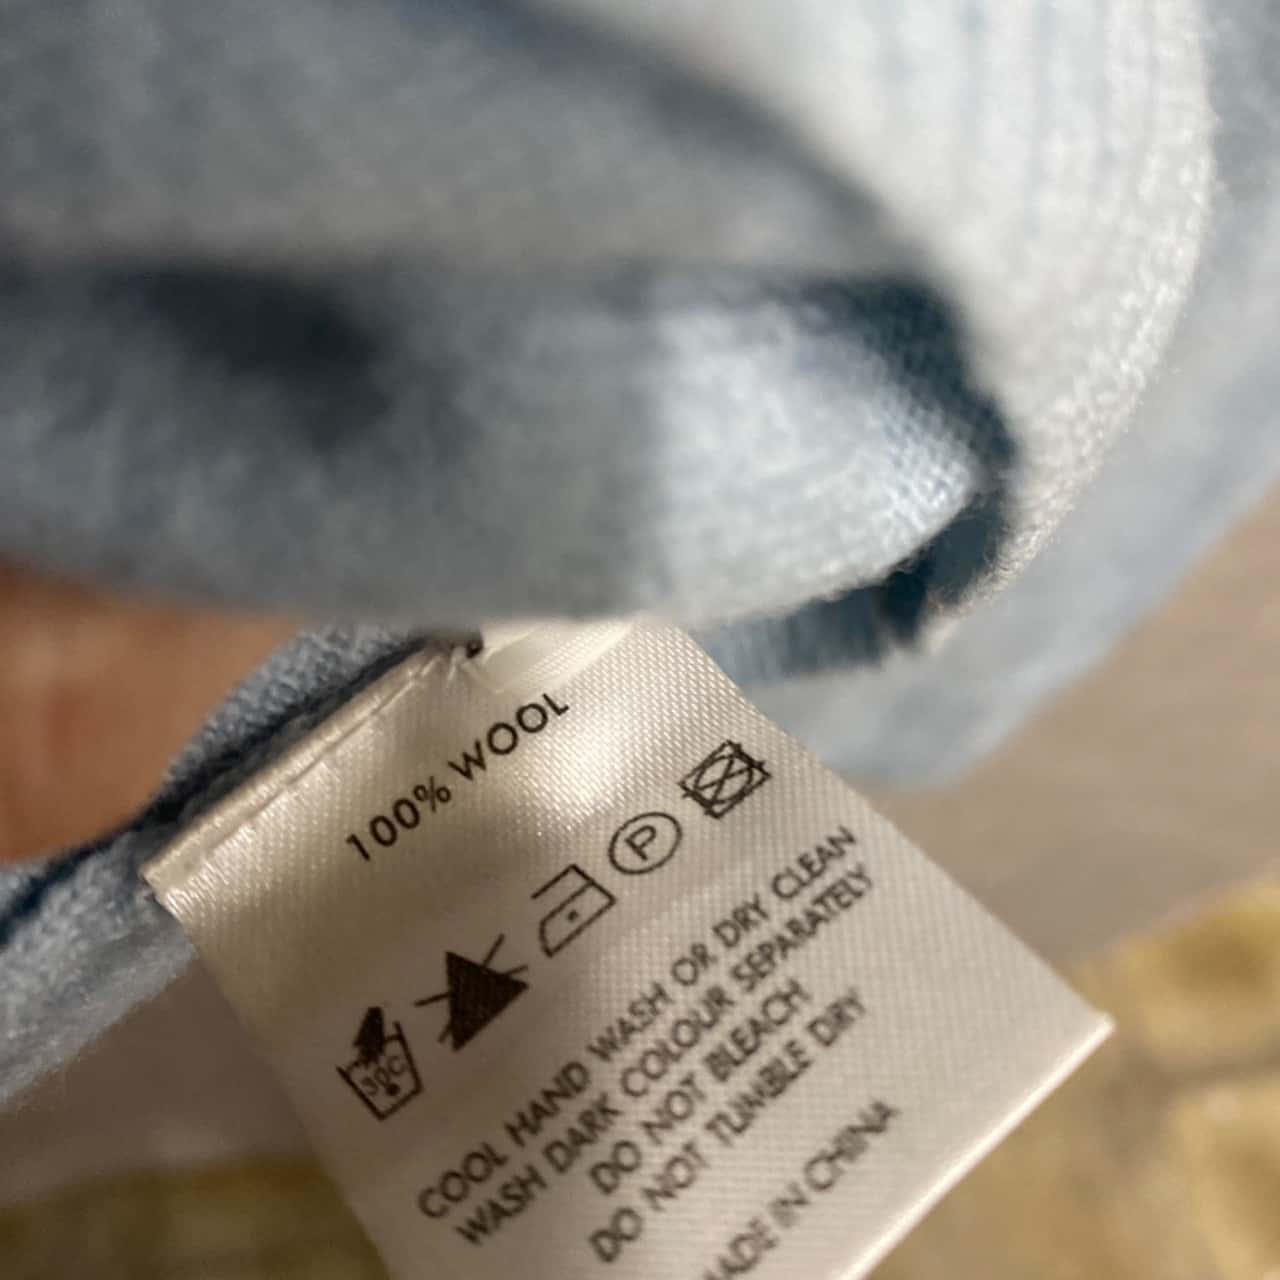 100% WOOL
30C
P
COOL HAND WASH OR DRY CLEAN
WASH DARK COLOUR SEPARATELY
DO NOT BLEACH
DO NOT TUMBLE DRY
MADE IN CHINA